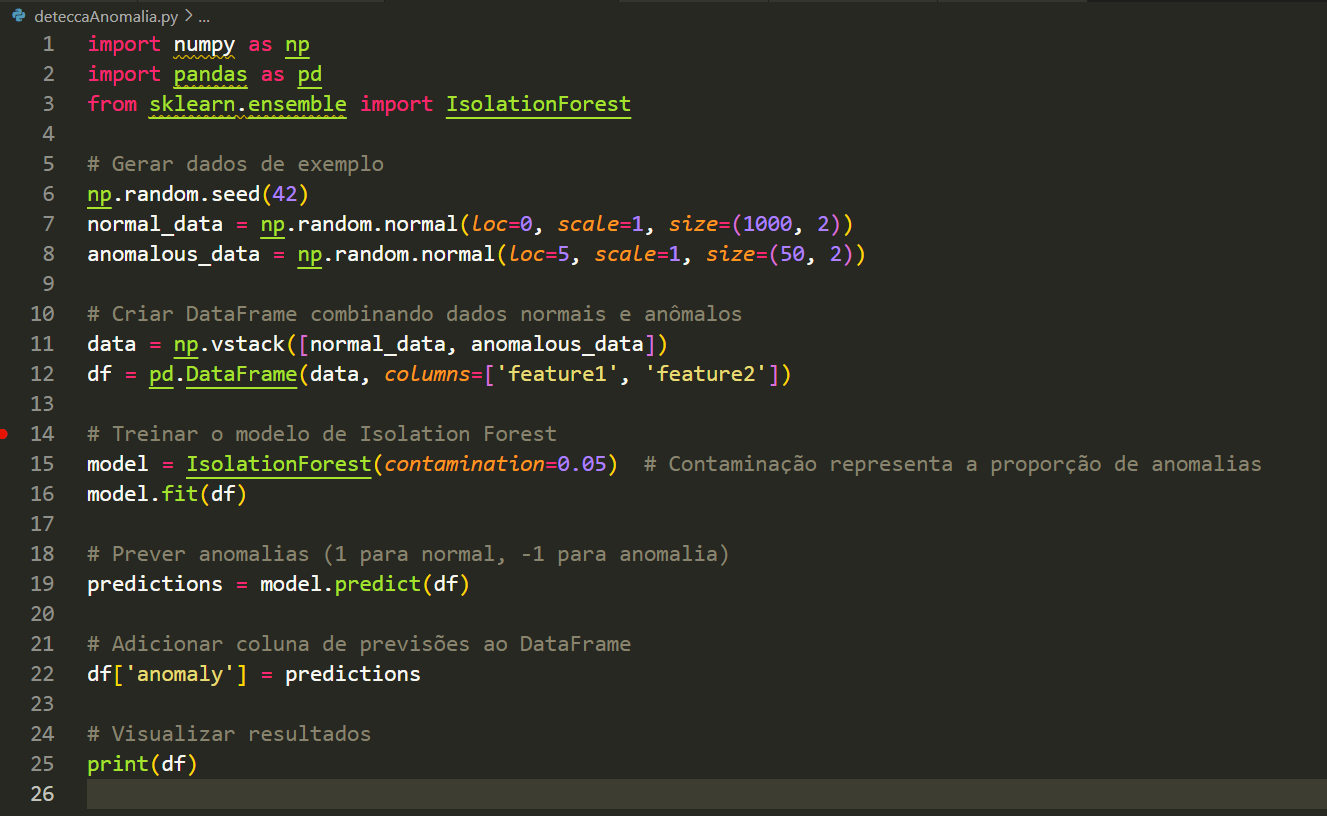 deteccaAnomalia.py > ...
1 import numpy as np
2 import pandas as pd
3 from sklearn.ensemble import IsolationForest
4
5 # Gerar dados de exemplo
6 np.random.seed(42)
7 normal_data = np.random.normal(loc=0, scale=1, size=(1000, 2))
8 anomalous_data = np.random.normal(loc=5, scale=1, size=(50, 2))
9
10 # Criar DataFrame combinando dados normais e anômalos
11 data = np.vstack([normal_data, anomalous_data])
12 df = pd.DataFrame(data, columns=['feature1', 'feature2'])
13
14 # Treinar o modelo de Isolation Forest
15 model = IsolationForest(contamination=0.05)  # Contaminação representa a proporção de anomalias
16 model.fit(df)
17
18 # Prever anomalias (1 para normal, -1 para anomalia)
19 predictions = model.predict(df)
20
21 # Adicionar coluna de previsões ao DataFrame
22 df['anomaly'] = predictions
23
24 # Visualizar resultados
25 print(df)
26